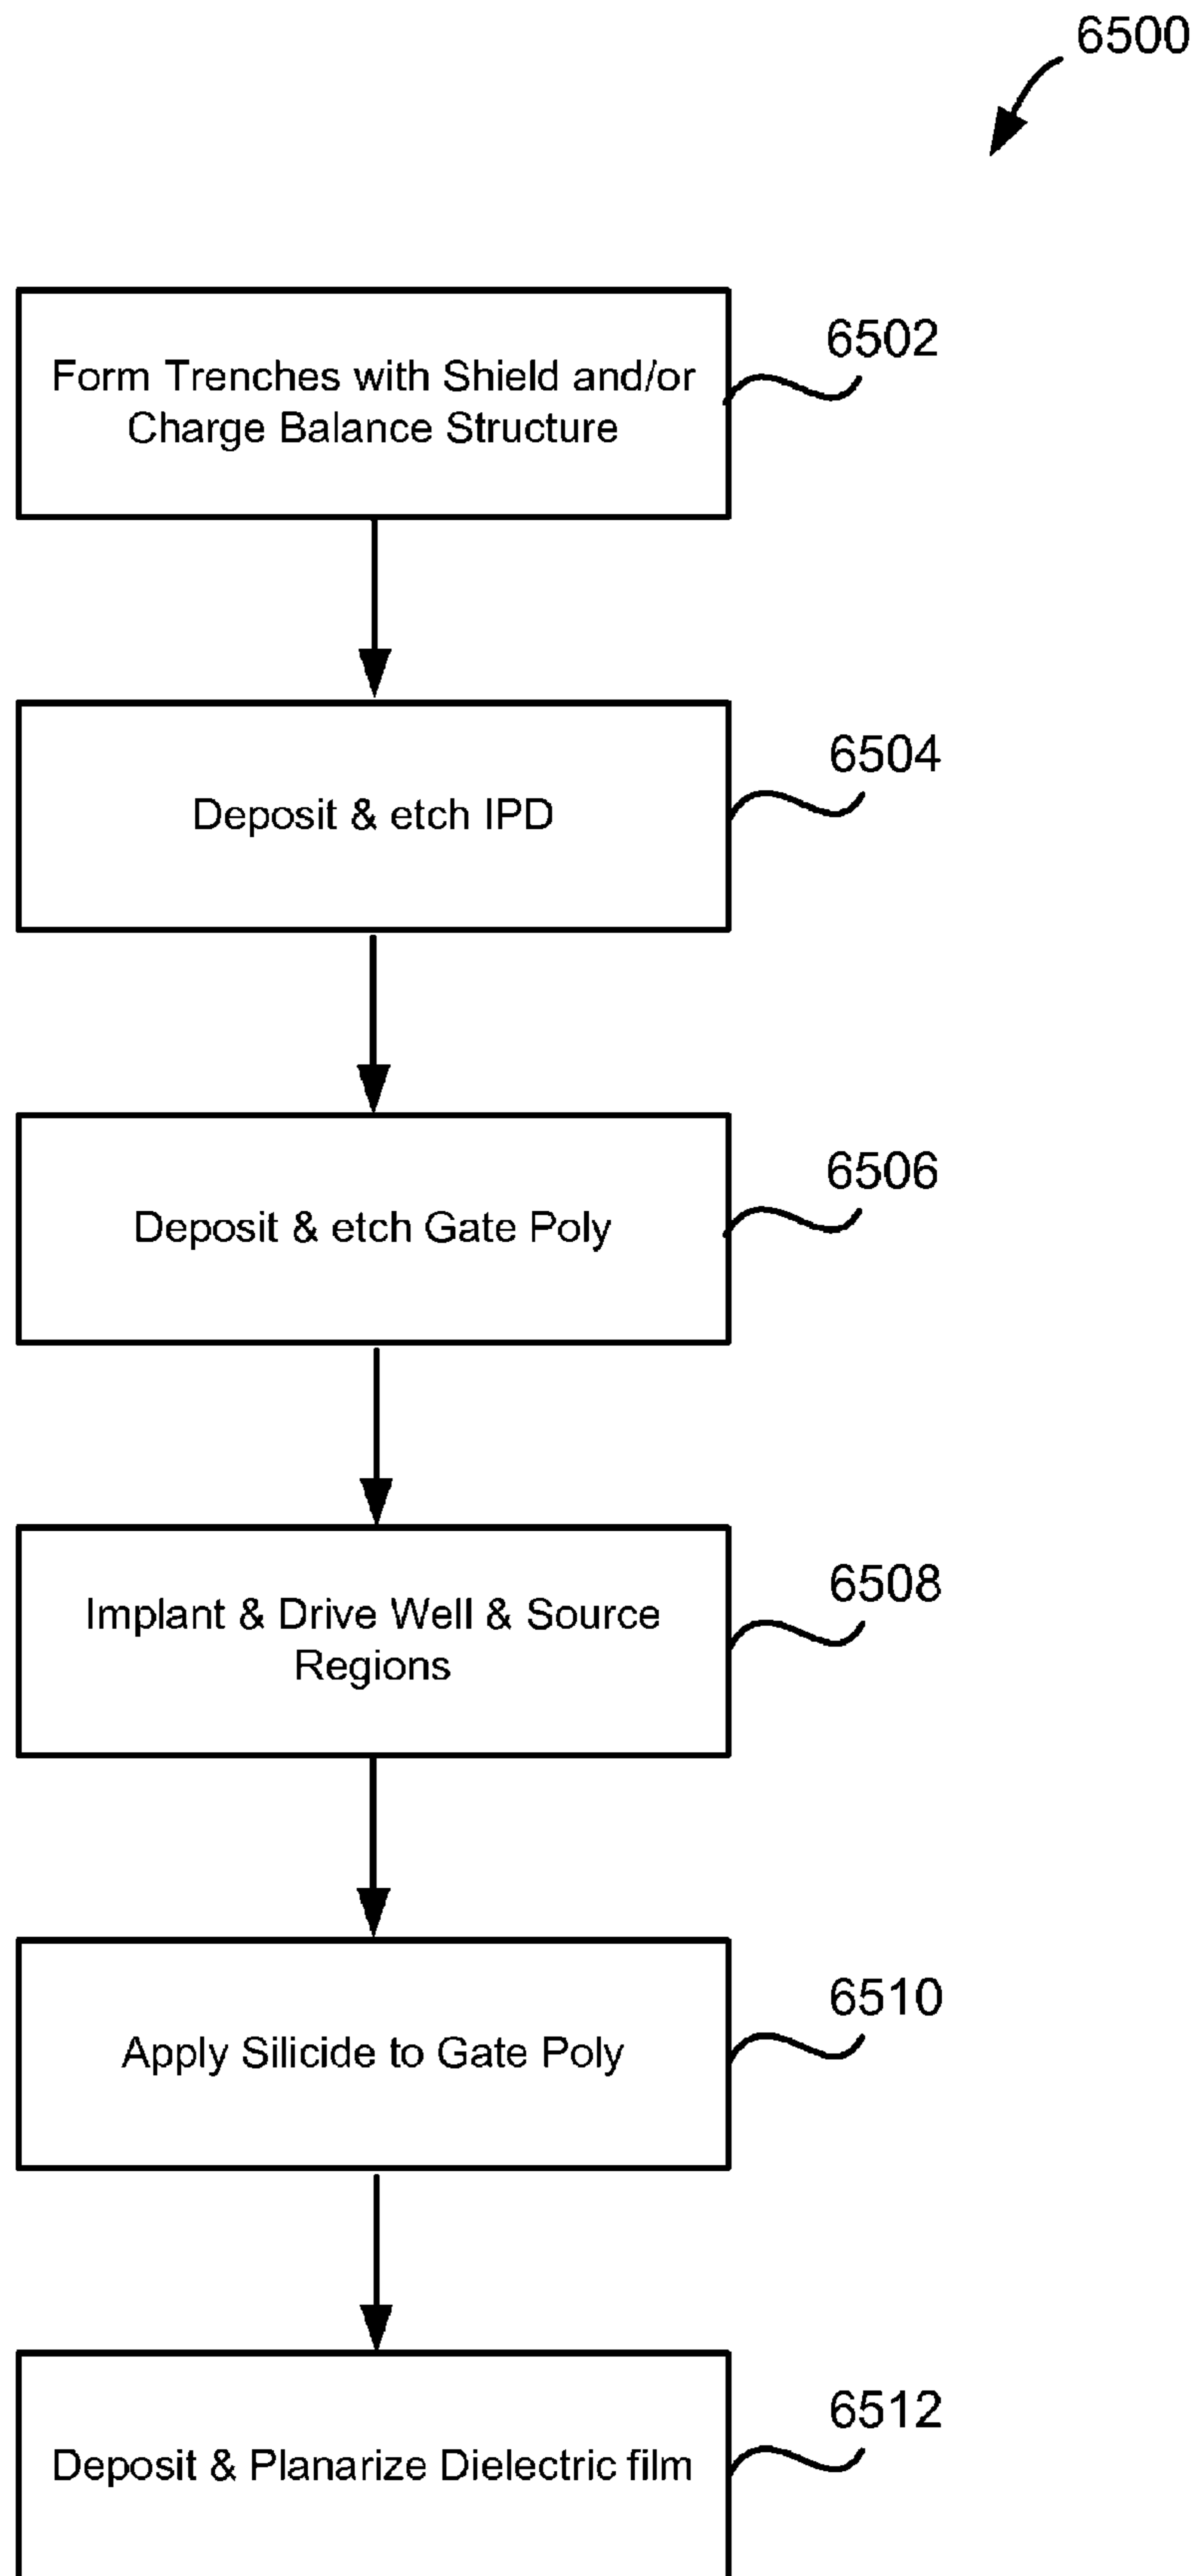 6500
6502
Form Trenches with Shield and/or
Charge Balance Structure
6504
Deposit & etch IPD
6506
Deposit & etch Gate Poly
6508
Implant & Drive Well & Source
Regions
6510
Apply Silicide to Gate Poly
6512
Deposit & Planarize Dielectric film